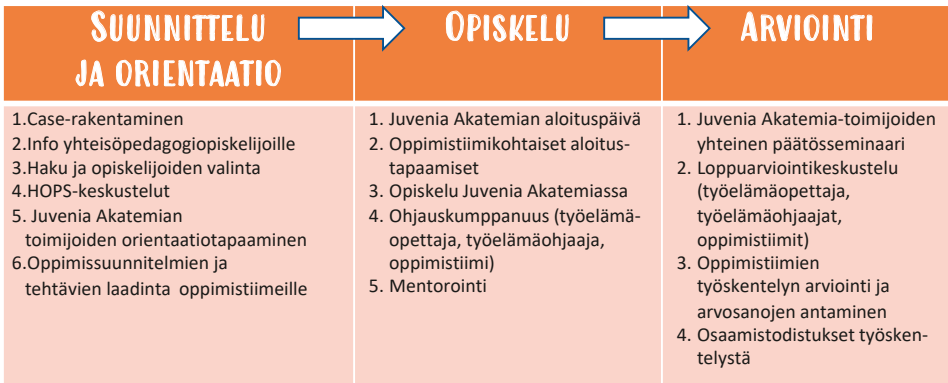 SUUNNITTELU
JA ORIENTAATIO
1.Case-rakentaminen
2.Info yhteisöpedagogiopiskelijoille
3.Haku ja opiskelijoiden valinta
4.HOPS-keskustelut
5. Juvenia Akatemian
toimijoiden orientaatiotapaaminen
6.Oppimissuunnitelmien ja
tehtävien laadinta oppimistiimeille
OPISKELU
1. Juvenia Akatemian aloituspäivä
2. Oppimistiimikohtaiset aloitus-
tapaamiset
3. Opiskelu Juvenia Akatemiassa
4. Ohjauskumppanuus (työelämä-
opettaja, työelämäohjaaja,
oppimistiimi)
5. Mentorointi
ARVIOINTI
1. Juvenia Akatemia-toimijoiden
yhteinen päätösseminaari
2. Loppuarviointikeskustelu
(työelämäopettaja,
työelämäohjaajat,
oppimistiimit)
3. Oppimistiimien
työskentelyn arviointi ja
arvosanojen antaminen
4. Osaamistodistukset työsken-
telystä